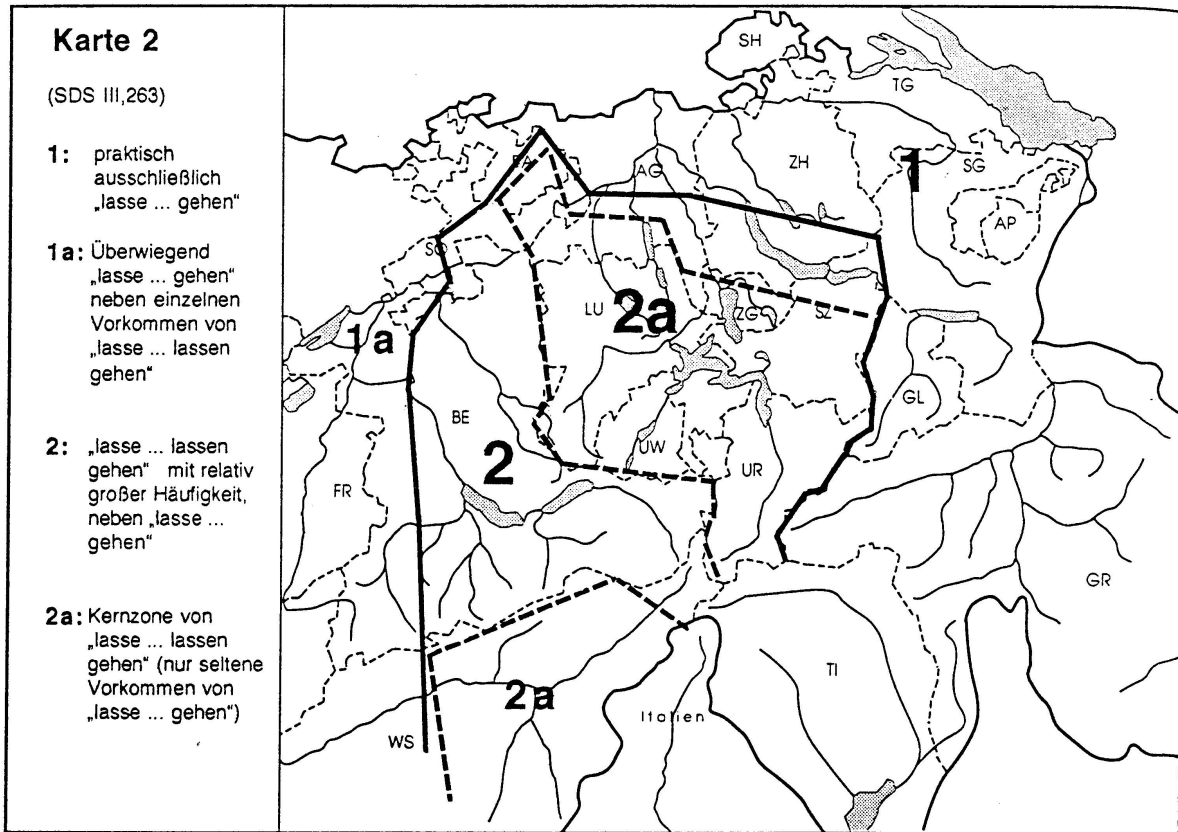 Karte 2
(SDS III,263)
1: praktisch
ausschließlich
„lasse ... gehen“
1a: Überwiegend
„lasse ... gehen“
neben einzelnen
Vorkommen von
„lasse ... lassen
gehen“
2: „lasse ... lassen
gehen“ mit relativ
großer Häufigkeit,
neben „lasse ...
gehen“
2a: Kernzone von
„lasse ... lassen
gehen“ (nur seltene
Vorkommen von
„lasse ... gehen“)
SH
TG
BA
AG
ZH
1
SG
AP
SO
1a
LU
2a
ZG
SZ
GL
BE
2
UW
UR
FR
GR
TI
2a
Italien
WS